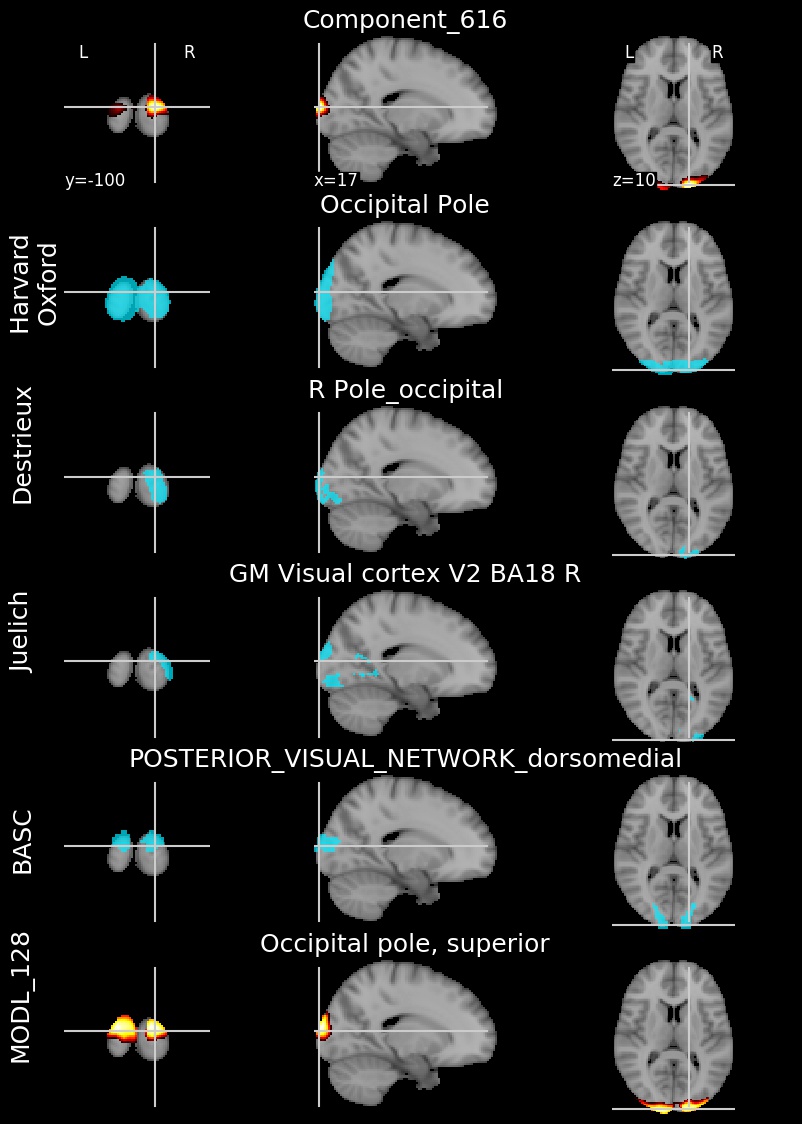 Component_616
L R
L R
y=-100 x=17 z=10
Occipital Pole
Harvard
Oxford
R Pole_occipital
Destrieux
GM Visual cortex V2 BA18 R
Juelich
POSTERIOR_VISUAL_NETWORK_dorsomedial
BASC
Occipital pole, superior
MODL_128